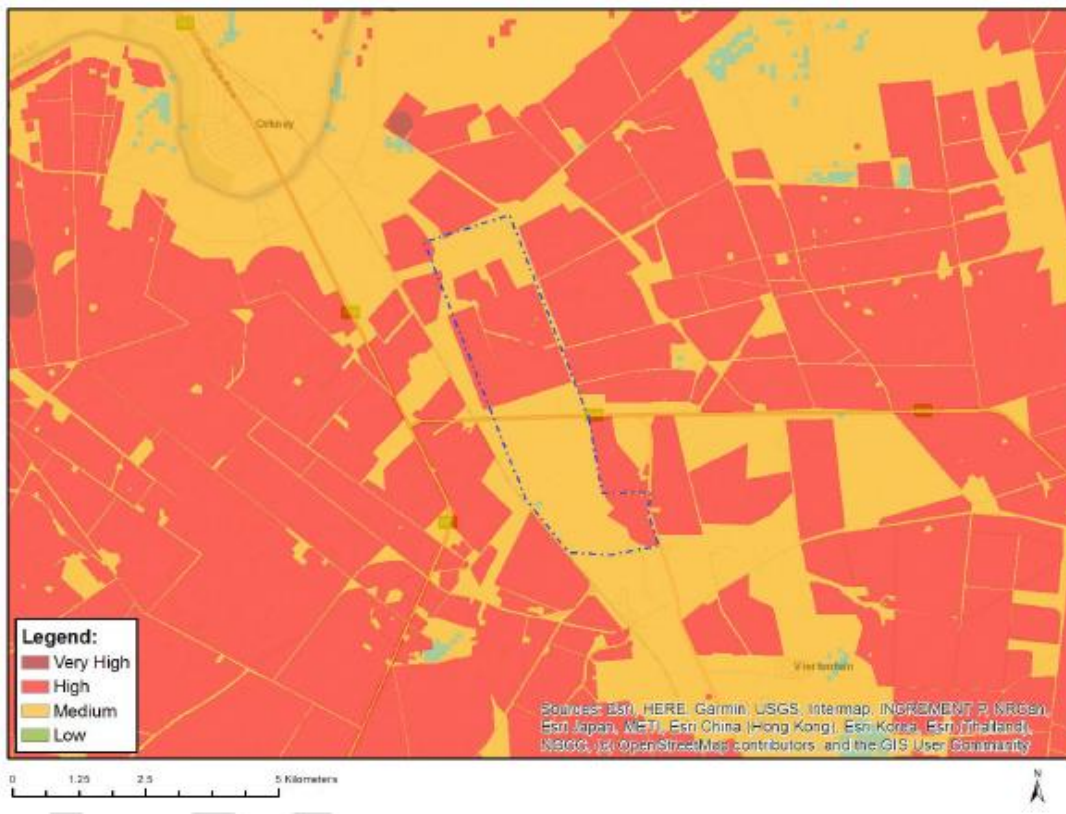 Orkney
Vierfontein
Legend:
Very High
High
Medium
Low
Sources: Esri, HERE, Garmin, USGS, Intermap, INCREMENT P, NRCan,
Esri Japan, METI, Esri China (Hong Kong), Esri Korea, Esri (Thailand),
NGCC, (c) OpenStreetMap contributors, and the GIS User Community
0 1.25 2.5 5 Kilometers
N